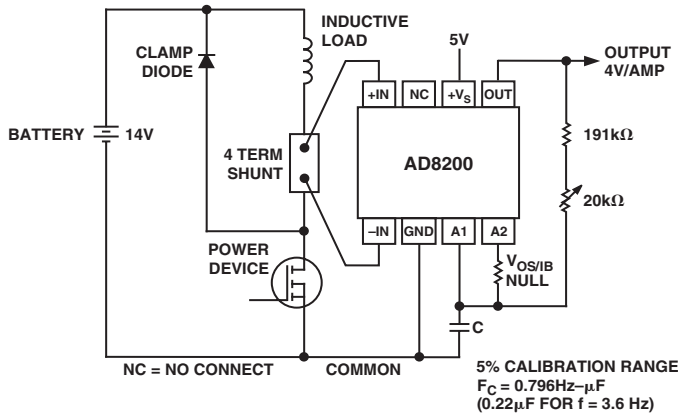 INDUCTIVE
LOAD
CLAMP
DIODE
5V
OUTPUT
4V/AMP
+IN
NC
+VS
OUT
BATTERY
14V
4 TERM
SHUNT
AD8200
191kΩ
20kΩ
–IN
GND
A1
A2
POWER
DEVICE
VOS/IB
NULL
C
NC = NO CONNECT
COMMON
5% CALIBRATION RANGE
FC = 0.796Hz–μF
(0.22μF FOR f = 3.6 Hz)